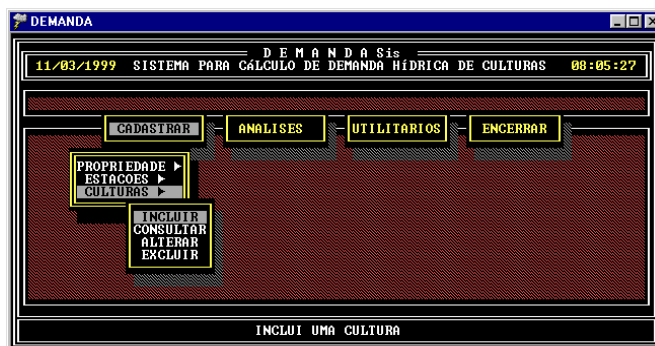 DEMANDA
D E M A N D A Sis
11/03/1999 SISTEMA PARA CáLCULO DE DEMANDA HíDRICA DE CULTURAS 08:05:27
CADASTRAR ANALISES UTILITARIOS ENCERRAR
PROPRIEDADE
ESTACOES
CULTURAS
INCLUIR
CONSULTAR
ALTERAR
EXCLUIR
INCLUI UMA CULTURA